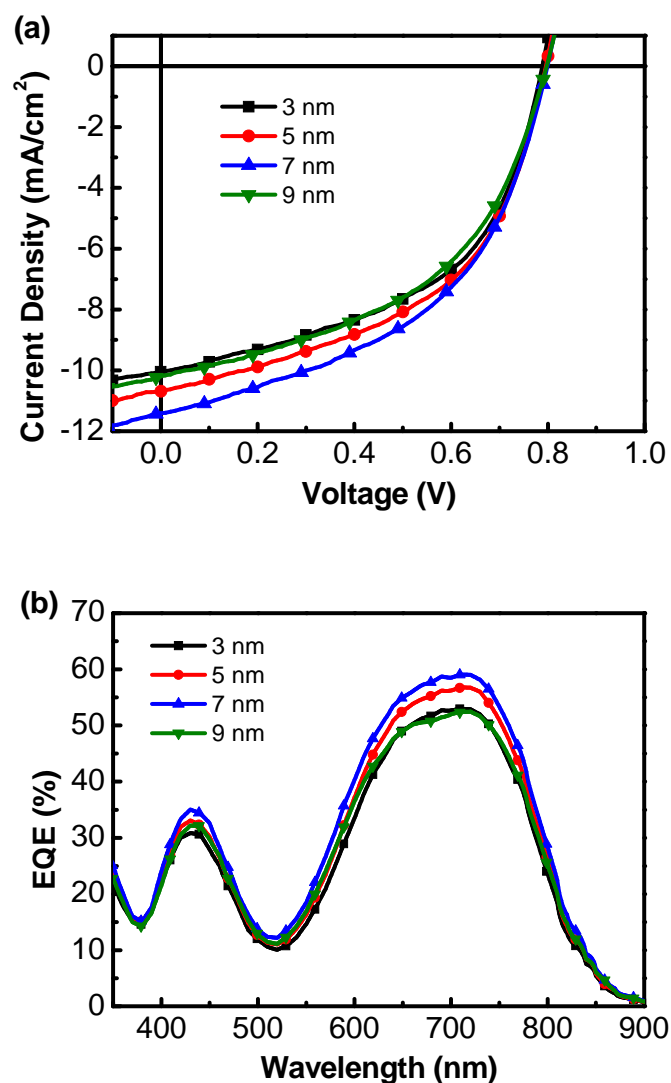 (a)
0
-2
-4
-6
-8
-10
-12
Current Density (mA/cm²)
3 nm
5 nm
7 nm
9 nm
0.0 0.2 0.4 0.6 0.8 1.0
Voltage (V)
(b)
70
60
50
40
30
20
10
0
EQE (%)
3 nm
5 nm
7 nm
9 nm
400 500 600 700 800 900
Wavelength (nm)